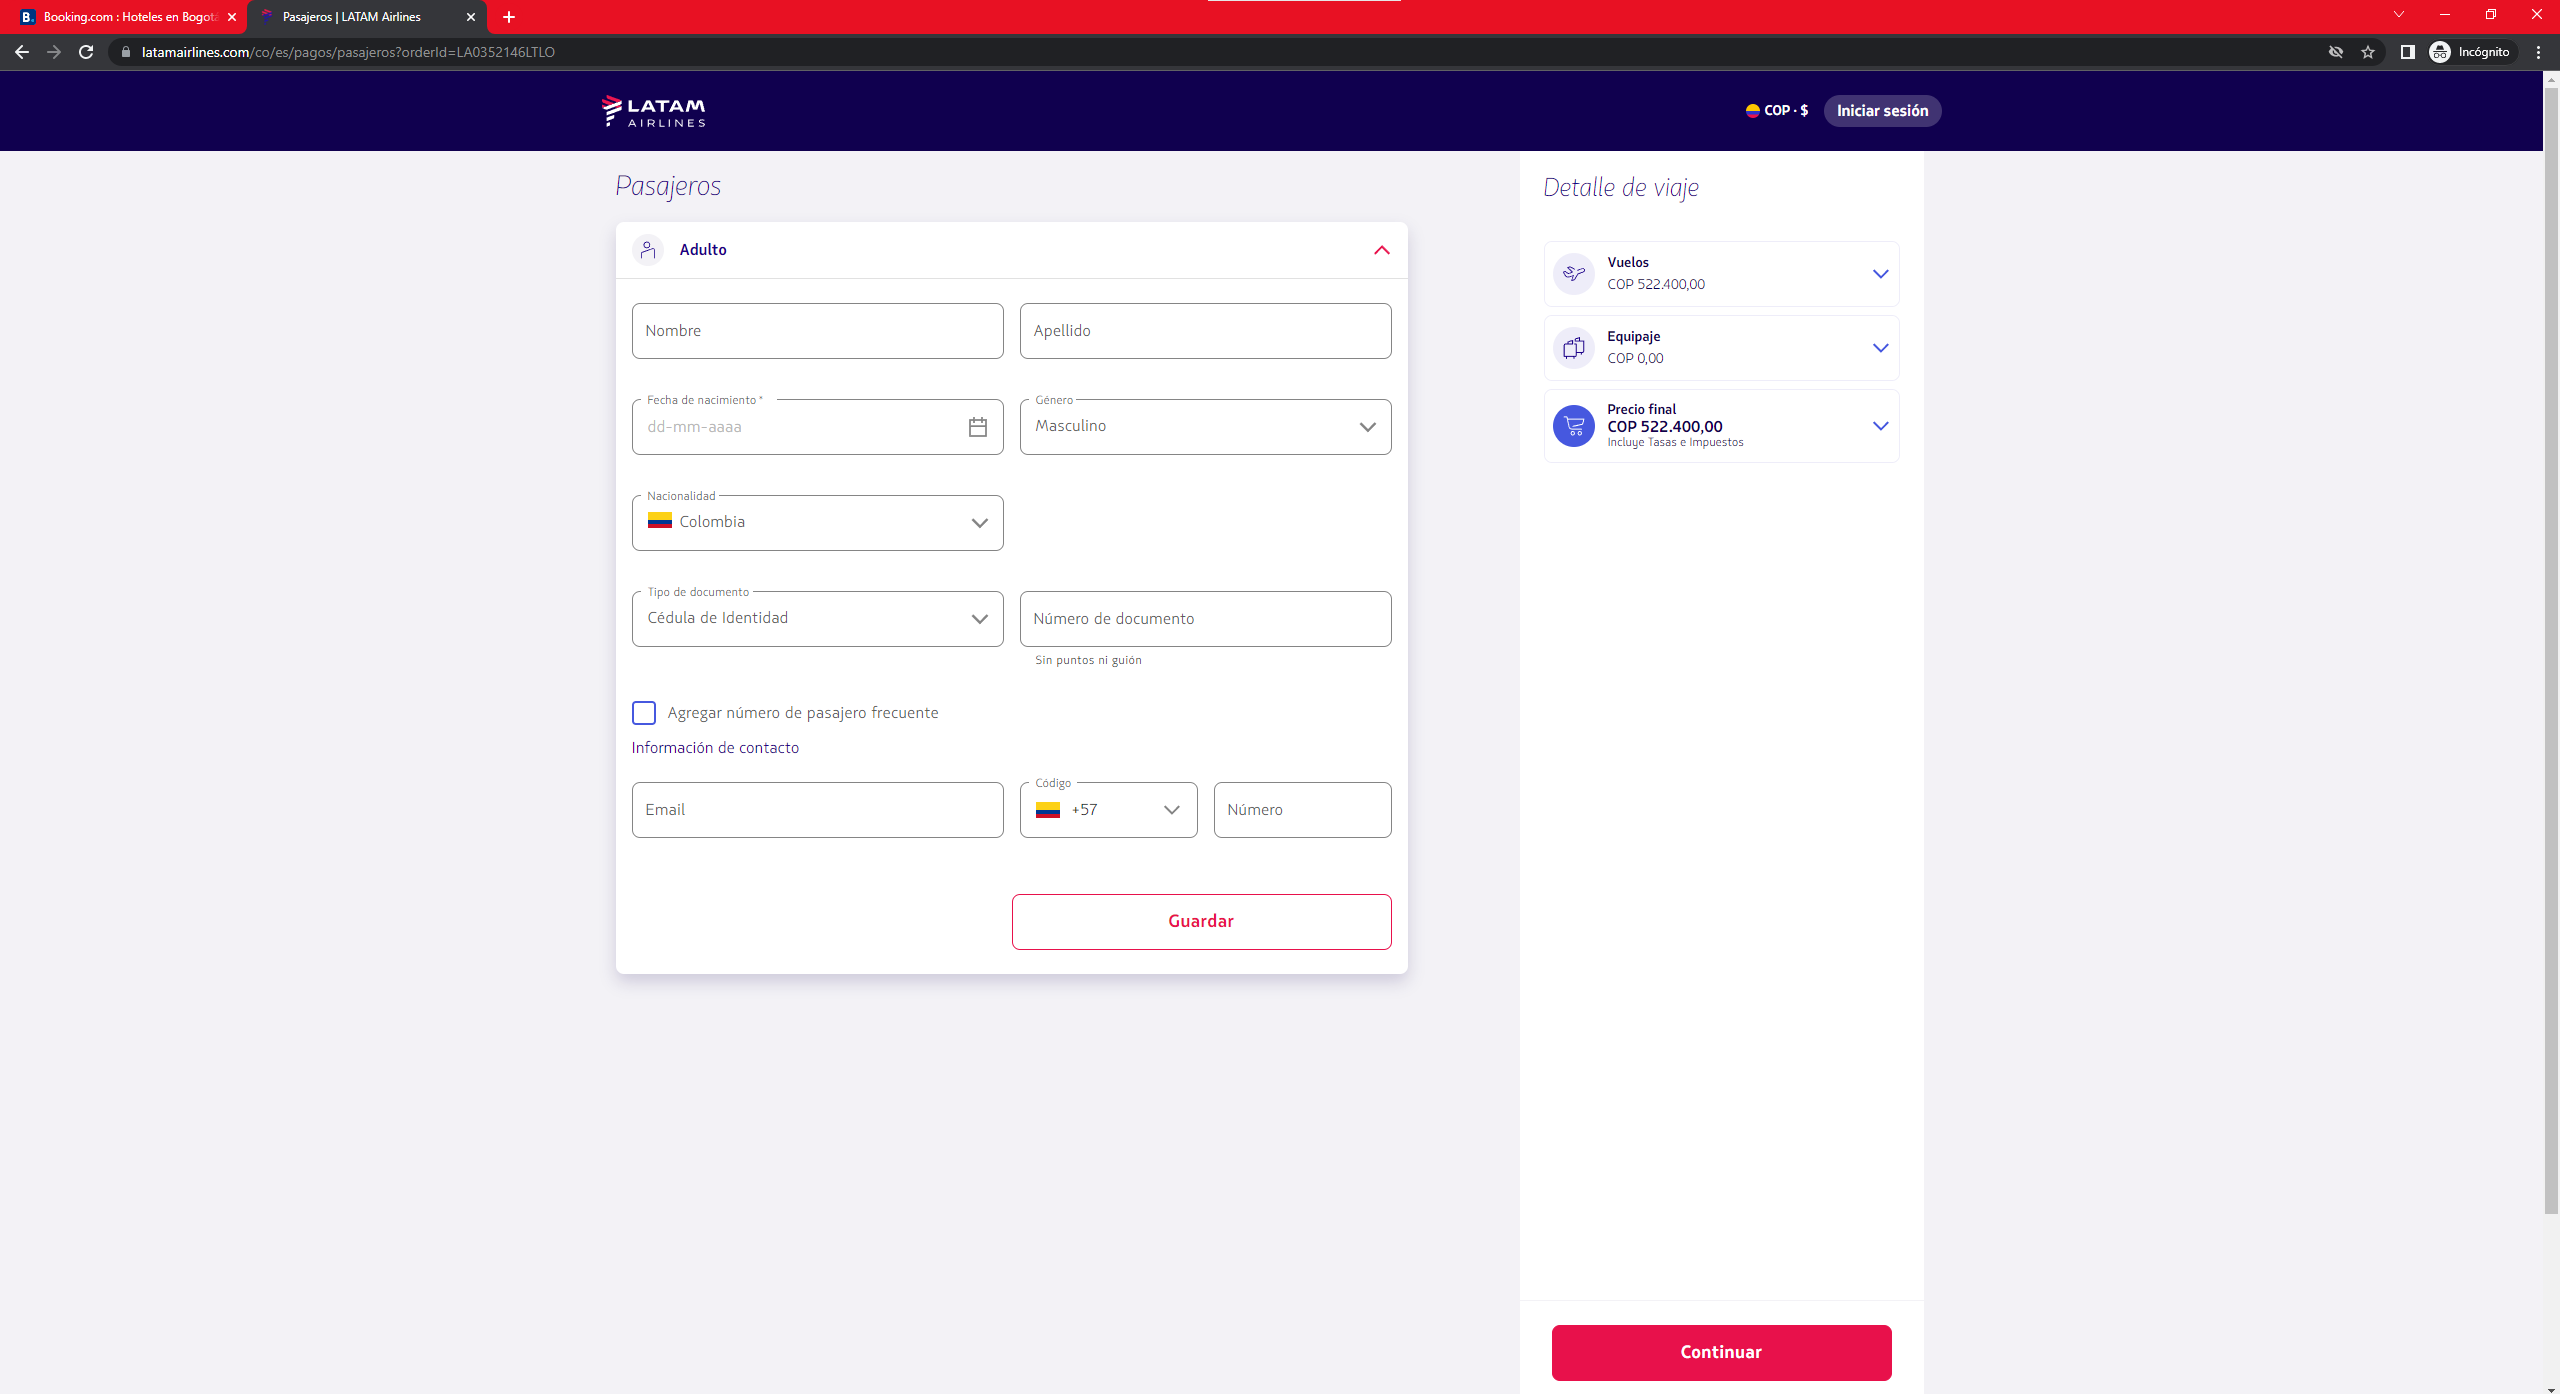 Booking.com : Hoteles en Bogotá
Pasajeros | LATAM Airlines
latamairlines.com/co/es/pagos/pasajeros?orderId=LA0352146LTLO
Incógnito
LATAM
AIRLINES
COP · $
Iniciar sesión
Pasajeros
Adulto
Nombre
Apellido
Fecha de nacimiento *
dd-mm-aaaa
Género
Masculino
Nacionalidad
Colombia
Tipo de documento
Cédula de Identidad
Número de documento
Sin puntos ni guión
Agregar número de pasajero frecuente
Información de contacto
Email
Código
+57
Número
Guardar
Detalle de viaje
Vuelos
COP 522.400,00
Equipaje
COP 0,00
Precio final
COP 522.400,00
Incluye Tasas e Impuestos
Continuar